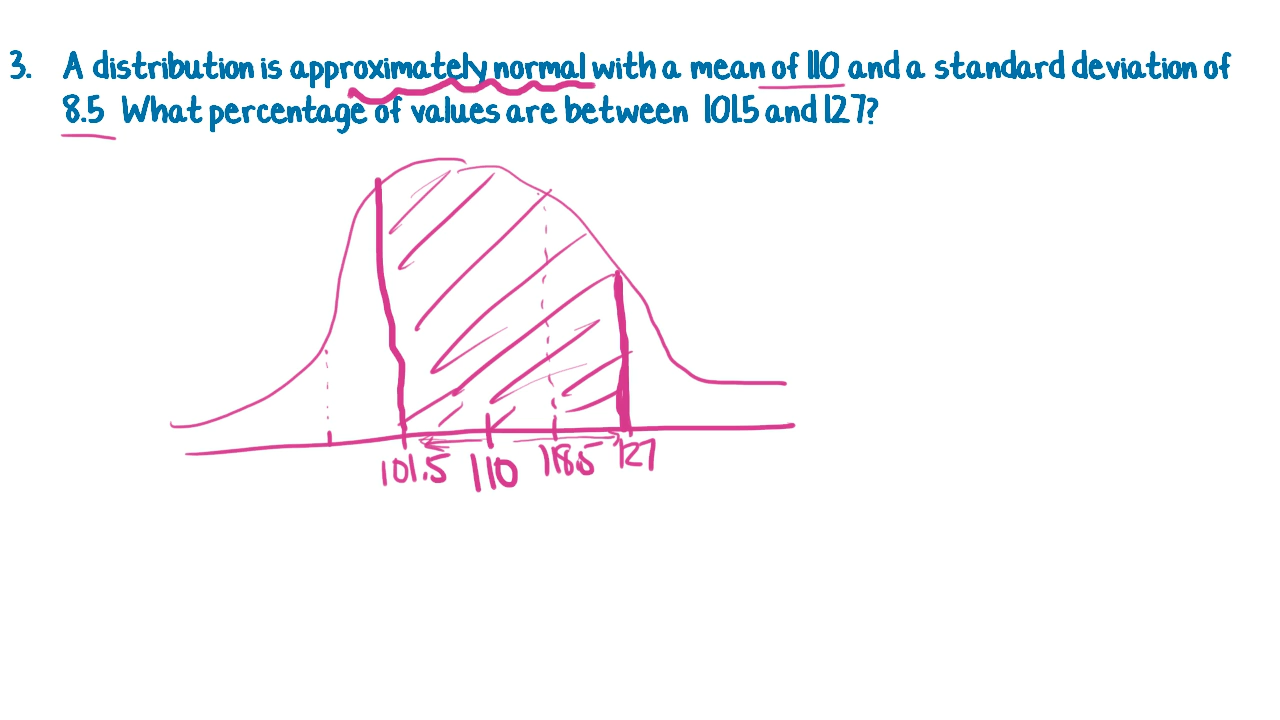 3. A distribution is approximately normal with a mean of 110 and a standard deviation of
8.5 What percentage of values are between 101.5 and 127?
101.5 110 118.5 127